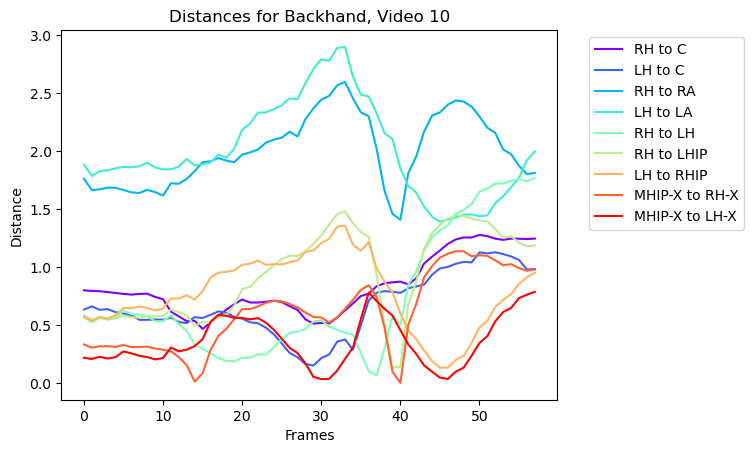 Distances for Backhand, Video 10
3.0
2.5
2.0
1.5
1.0
0.5
0.0
Distance
0
10
20
30
40
50
Frames
RH to C
LH to C
RH to RA
LH to LA
RH to LH
RH to LHIP
LH to RHIP
MHIP-X to RH-X
MHIP-X to LH-X